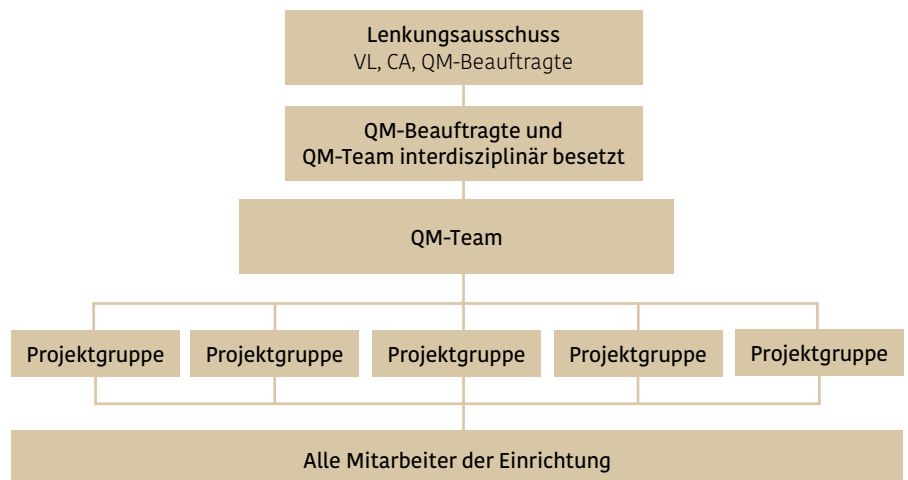 Lenkungsausschuss
VL, CA, QM-Beauftragte
QM-Beauftragte und
QM-Team interdisziplinär besetzt
QM-Team
Projektgruppe
Projektgruppe
Projektgruppe
Projektgruppe
Projektgruppe
Alle Mitarbeiter der Einrichtung